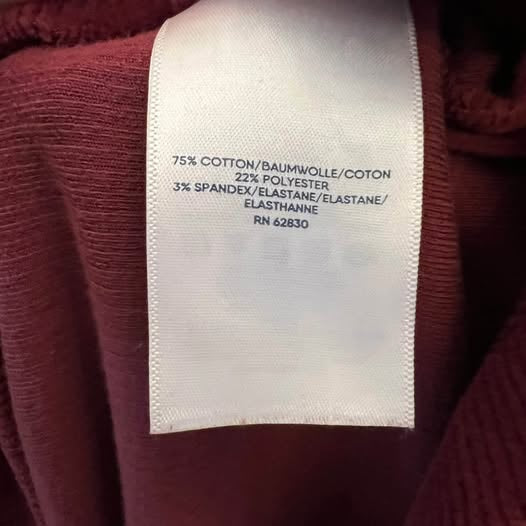 75% COTTON/BAUMWOLLE/COTON
22% POLYESTER
3% SPANDEX/ELASTANE/ELASTANE/
ELASTHANNE
RN 62830